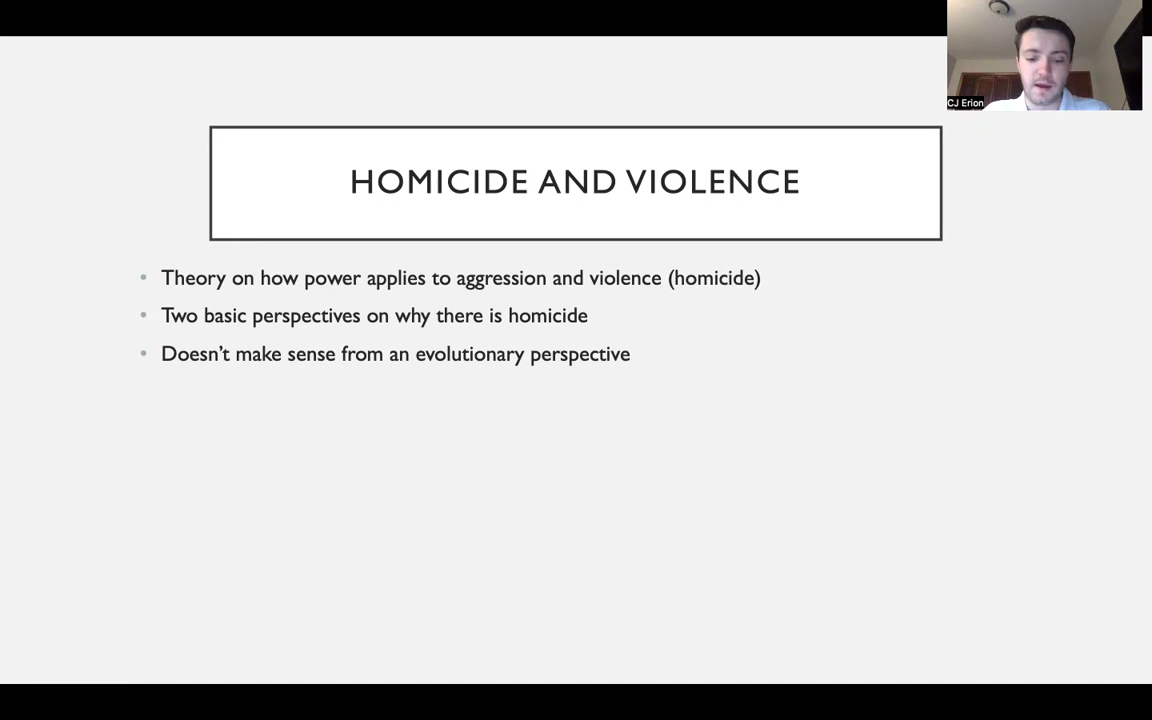 CJ Erion
HOMICIDE AND VIOLENCE
• Theory on how power applies to aggression and violence (homicide)
• Two basic perspectives on why there is homicide
• Doesn’t make sense from an evolutionary perspective